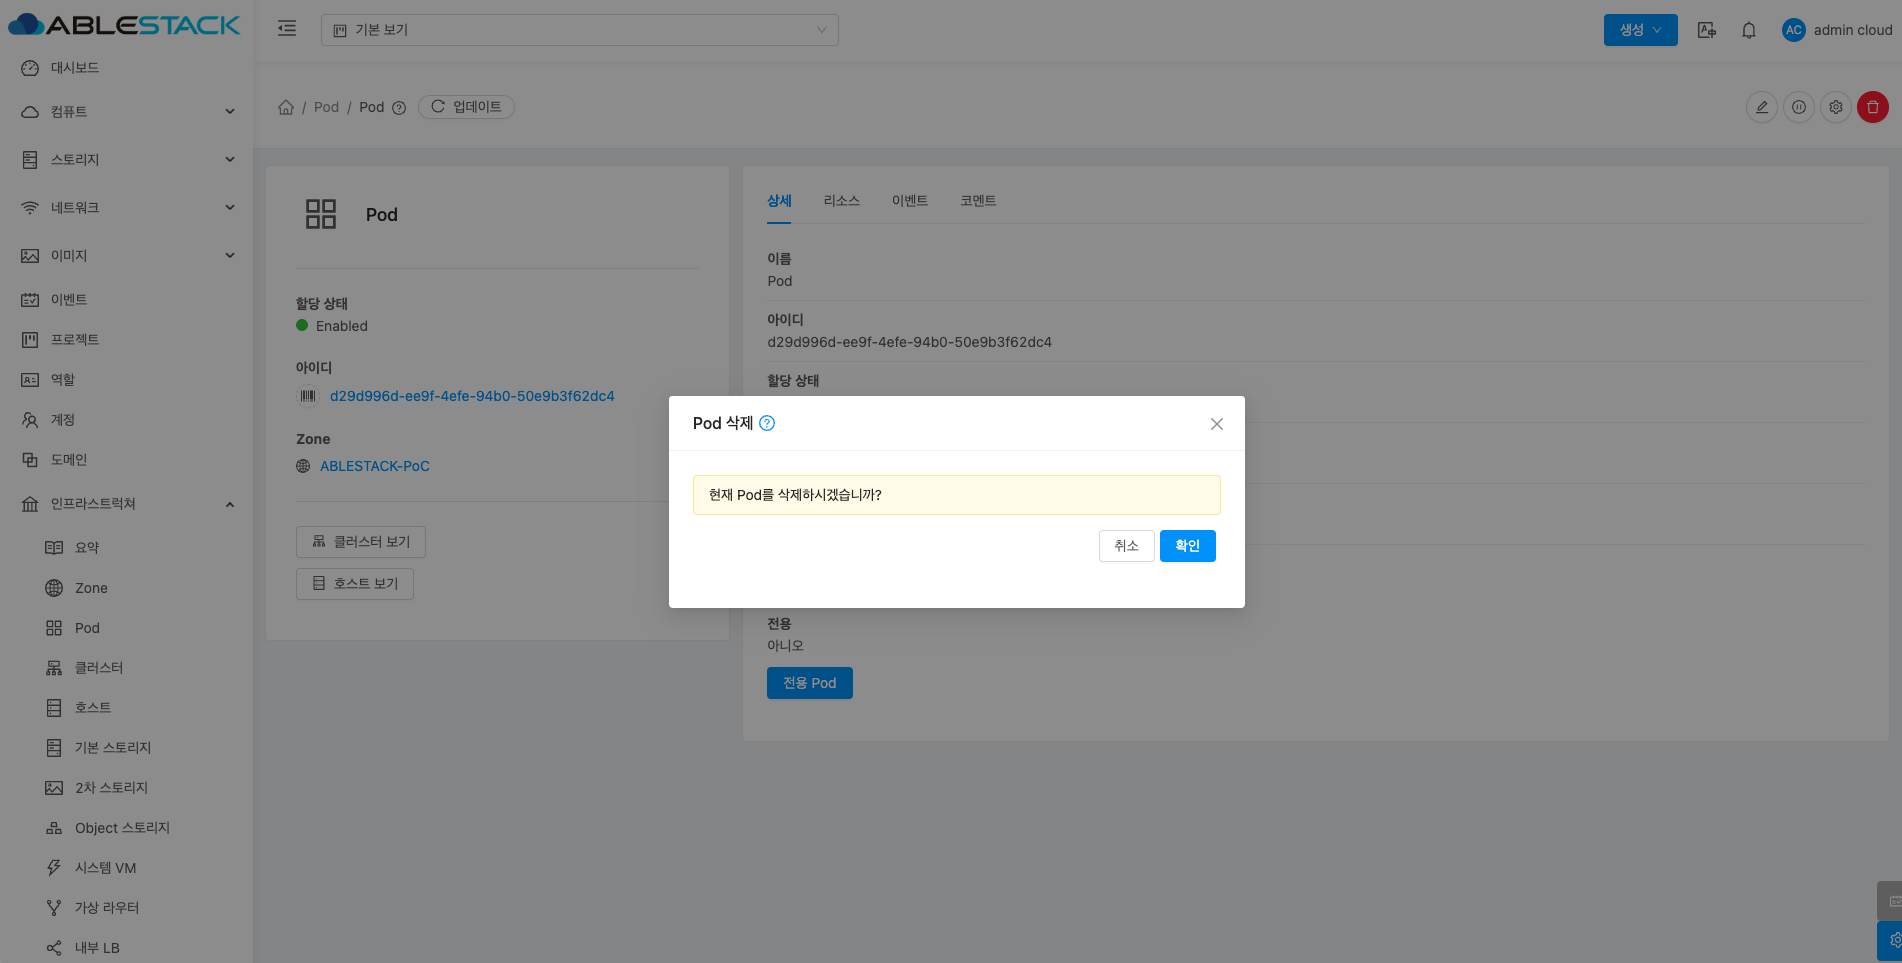 ABLESTACK
기본 보기
생성
AC
admin cloud
대시보드
컴퓨트
스토리지
네트워크
이미지
이벤트
프로젝트
역할
계정
도메인
인프라스트럭쳐
요약
Zone
Pod
클러스터
호스트
기본 스토리지
2차 스토리지
Object 스토리지
시스템 VM
가상 라우터
내부 LB
/ Pod / Pod
업데이트
Pod
할당 상태
Enabled
아이디
d29d996d-ee9f-4efe-94b0-50e9b3f62dc4
Zone
ABLESTACK-PoC
클러스터 보기
호스트 보기
상세
리소스
이벤트
코멘트
이름
Pod
아이디
d29d996d-ee9f-4efe-94b0-50e9b3f62dc4
할당 상태
Pod 삭제
현재 Pod를 삭제하시겠습니까?
취소
확인
전용
아니오
전용 Pod